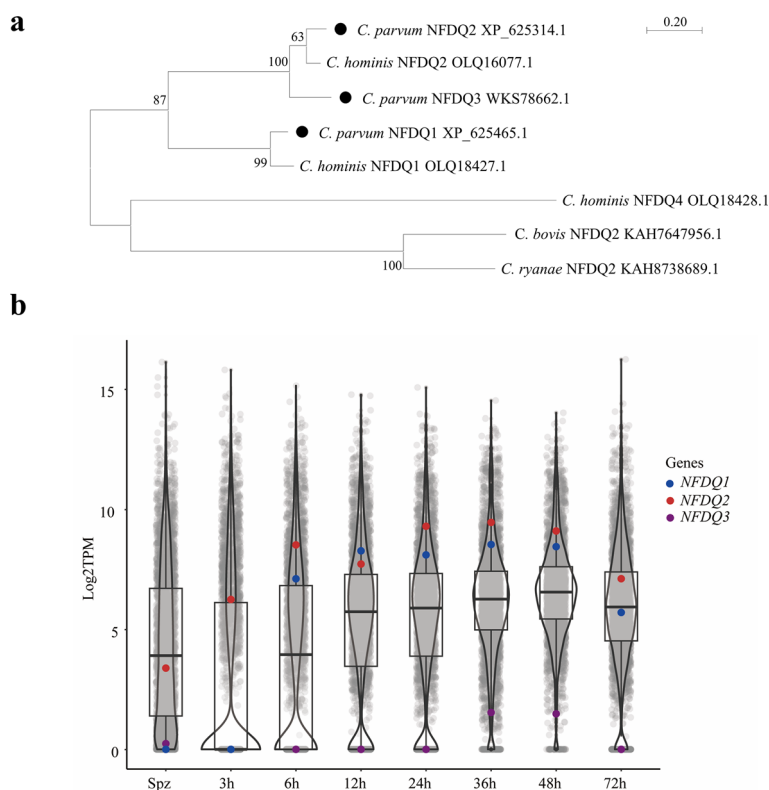 a
0.20
63
C. parvum NFDQ2 XP_625314.1
100
C. hominis NFDQ2 OLQ16077.1
87
C. parvum NFDQ3 WKS78662.1
C. parvum NFDQ1 XP_625465.1
99
C. hominis NFDQ1 OLQ18427.1
C. hominis NFDQ4 OLQ18428.1
C. bovis NFDQ2 KAH7647956.1
100
C. ryanae NFDQ2 KAH8738689.1
b
Log2TPM
15
10
5
0
Spz 3h 6h 12h 24h 36h 48h 72h
Genes
NFDQ1
NFDQ2
NFDQ3